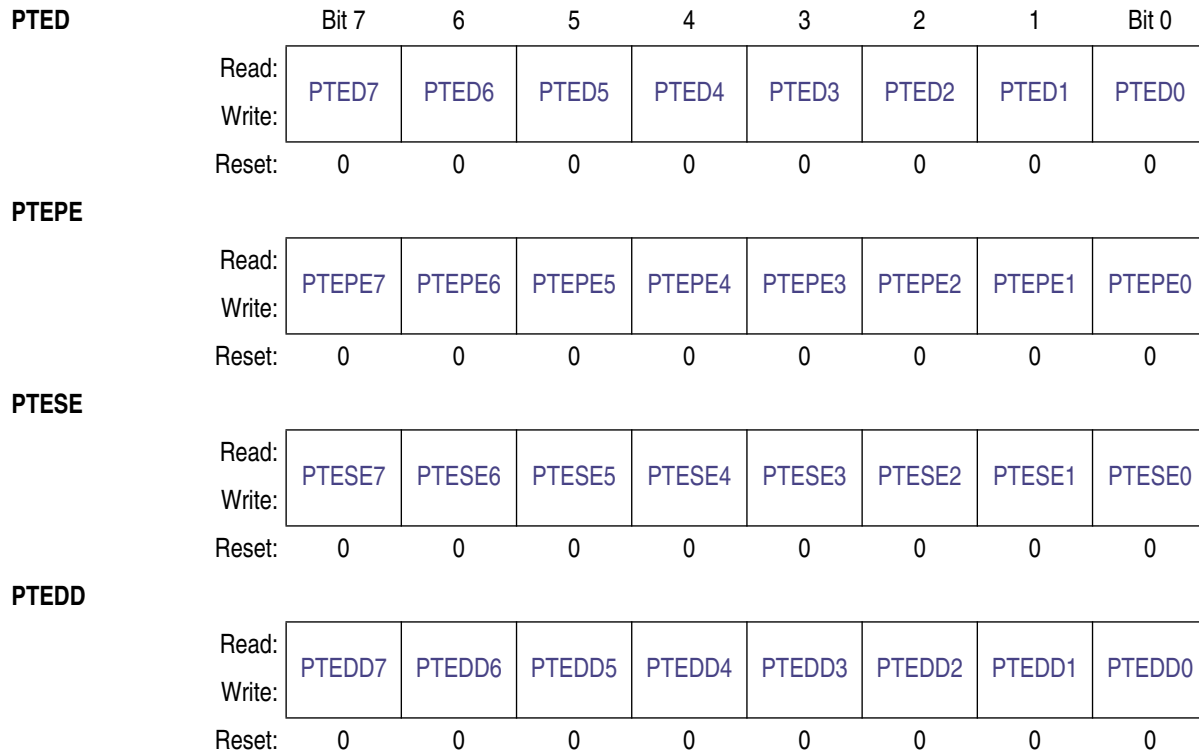 PTED Bit 7 6 5 4 3 2 1 Bit 0
Read:
PTED7 PTED6 PTED5 PTED4 PTED3 PTED2 PTED1 PTED0
Write:
Reset: 0 0 0 0 0 0 0 0
PTEPE
Read:
PTEPE7 PTEPE6 PTEPE5 PTEPE4 PTEPE3 PTEPE2 PTEPE1 PTEPE0
Write:
Reset: 0 0 0 0 0 0 0 0
PTESE
Read:
PTESE7 PTESE6 PTESE5 PTESE4 PTESE3 PTESE2 PTESE1 PTESE0
Write:
Reset: 0 0 0 0 0 0 0 0
PTEDD
Read:
PTEDD7 PTEDD6 PTEDD5 PTEDD4 PTEDD3 PTEDD2 PTEDD1 PTEDD0
Write:
Reset: 0 0 0 0 0 0 0 0